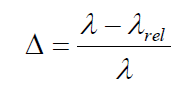 Δ = (λ − λ_rel) / λ